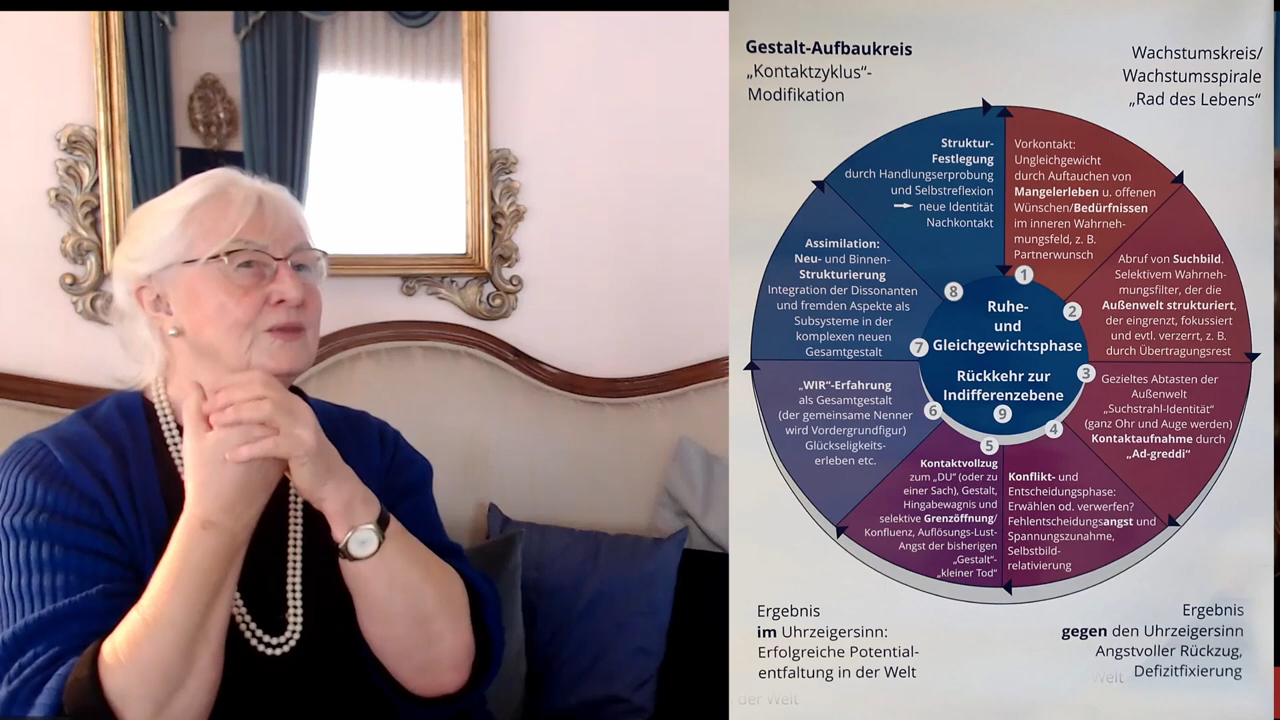 Gestalt-Aufbaukreis
„Kontaktzyklus“-
Modifikation
Wachstumskreis/
Wachstumsspirale
„Rad des Lebens“
Vorkontakt:
Ungleichgewicht
durch Auftauchen von
Mangelerleben u. offenen
Wünschen/Bedürfnissen
im inneren Wahrneh-
mungsfeld, z. B.
Partnerwunsch
1
Abruf von Suchbild.
Selektivem Wahrneh-
mungsfilter, der die
Außenwelt strukturiert,
der eingrenzt, fokussiert
und evtl. verzerrt, z. B.
durch Übertragungsrest
2
Gezieltes Abtasten der
Außenwelt
„Suchstrahl-Identität“
(ganz Ohr und Auge werden)
Kontaktaufnahme durch
„Ad-greddi“
3
Konflikt- und
Entscheidungsphase:
Erwählen od. verwerfen?
Fehlentscheidungsangst und
Spannungszunahme,
Selbstbild-
relativierung
4
Kontaktvollzug
zum „DU“ (oder zu
einer Sach), Gestalt,
Hingabewagnis und
selektive Grenzöffnung/
Konfluenz, Auflösungs-Lust-
Angst der bisherigen
„Gestalt“-
„kleiner Tod“
5
„WIR“-Erfahrung
als Gesamtgestalt
(der gemeinsame Nenner
wird Vordergrundfigur)
Glückseligkeits-
erleben etc.
6
Assimilation:
Neu- und Binnen-
Strukturierung
Integration der Dissonanten
und fremden Aspekte als
Subsysteme in der
komplexen neuen
Gesamtgestalt
7
Struktur-
Festlegung
durch Handlungserprobung
und Selbstreflexion
neue Identität
Nachkontakt
8
Ruhe-
und
Gleichgewichtsphase
Rückkehr zur
Indifferenzebene
9
Ergebnis
im Uhrzeigersinn:
Erfolgreiche Potential-
entfaltung in der Welt
Ergebnis
gegen den Uhrzeigersinn
Angstvoller Rückzug,
Defizitfixierung
Welt
der Welt